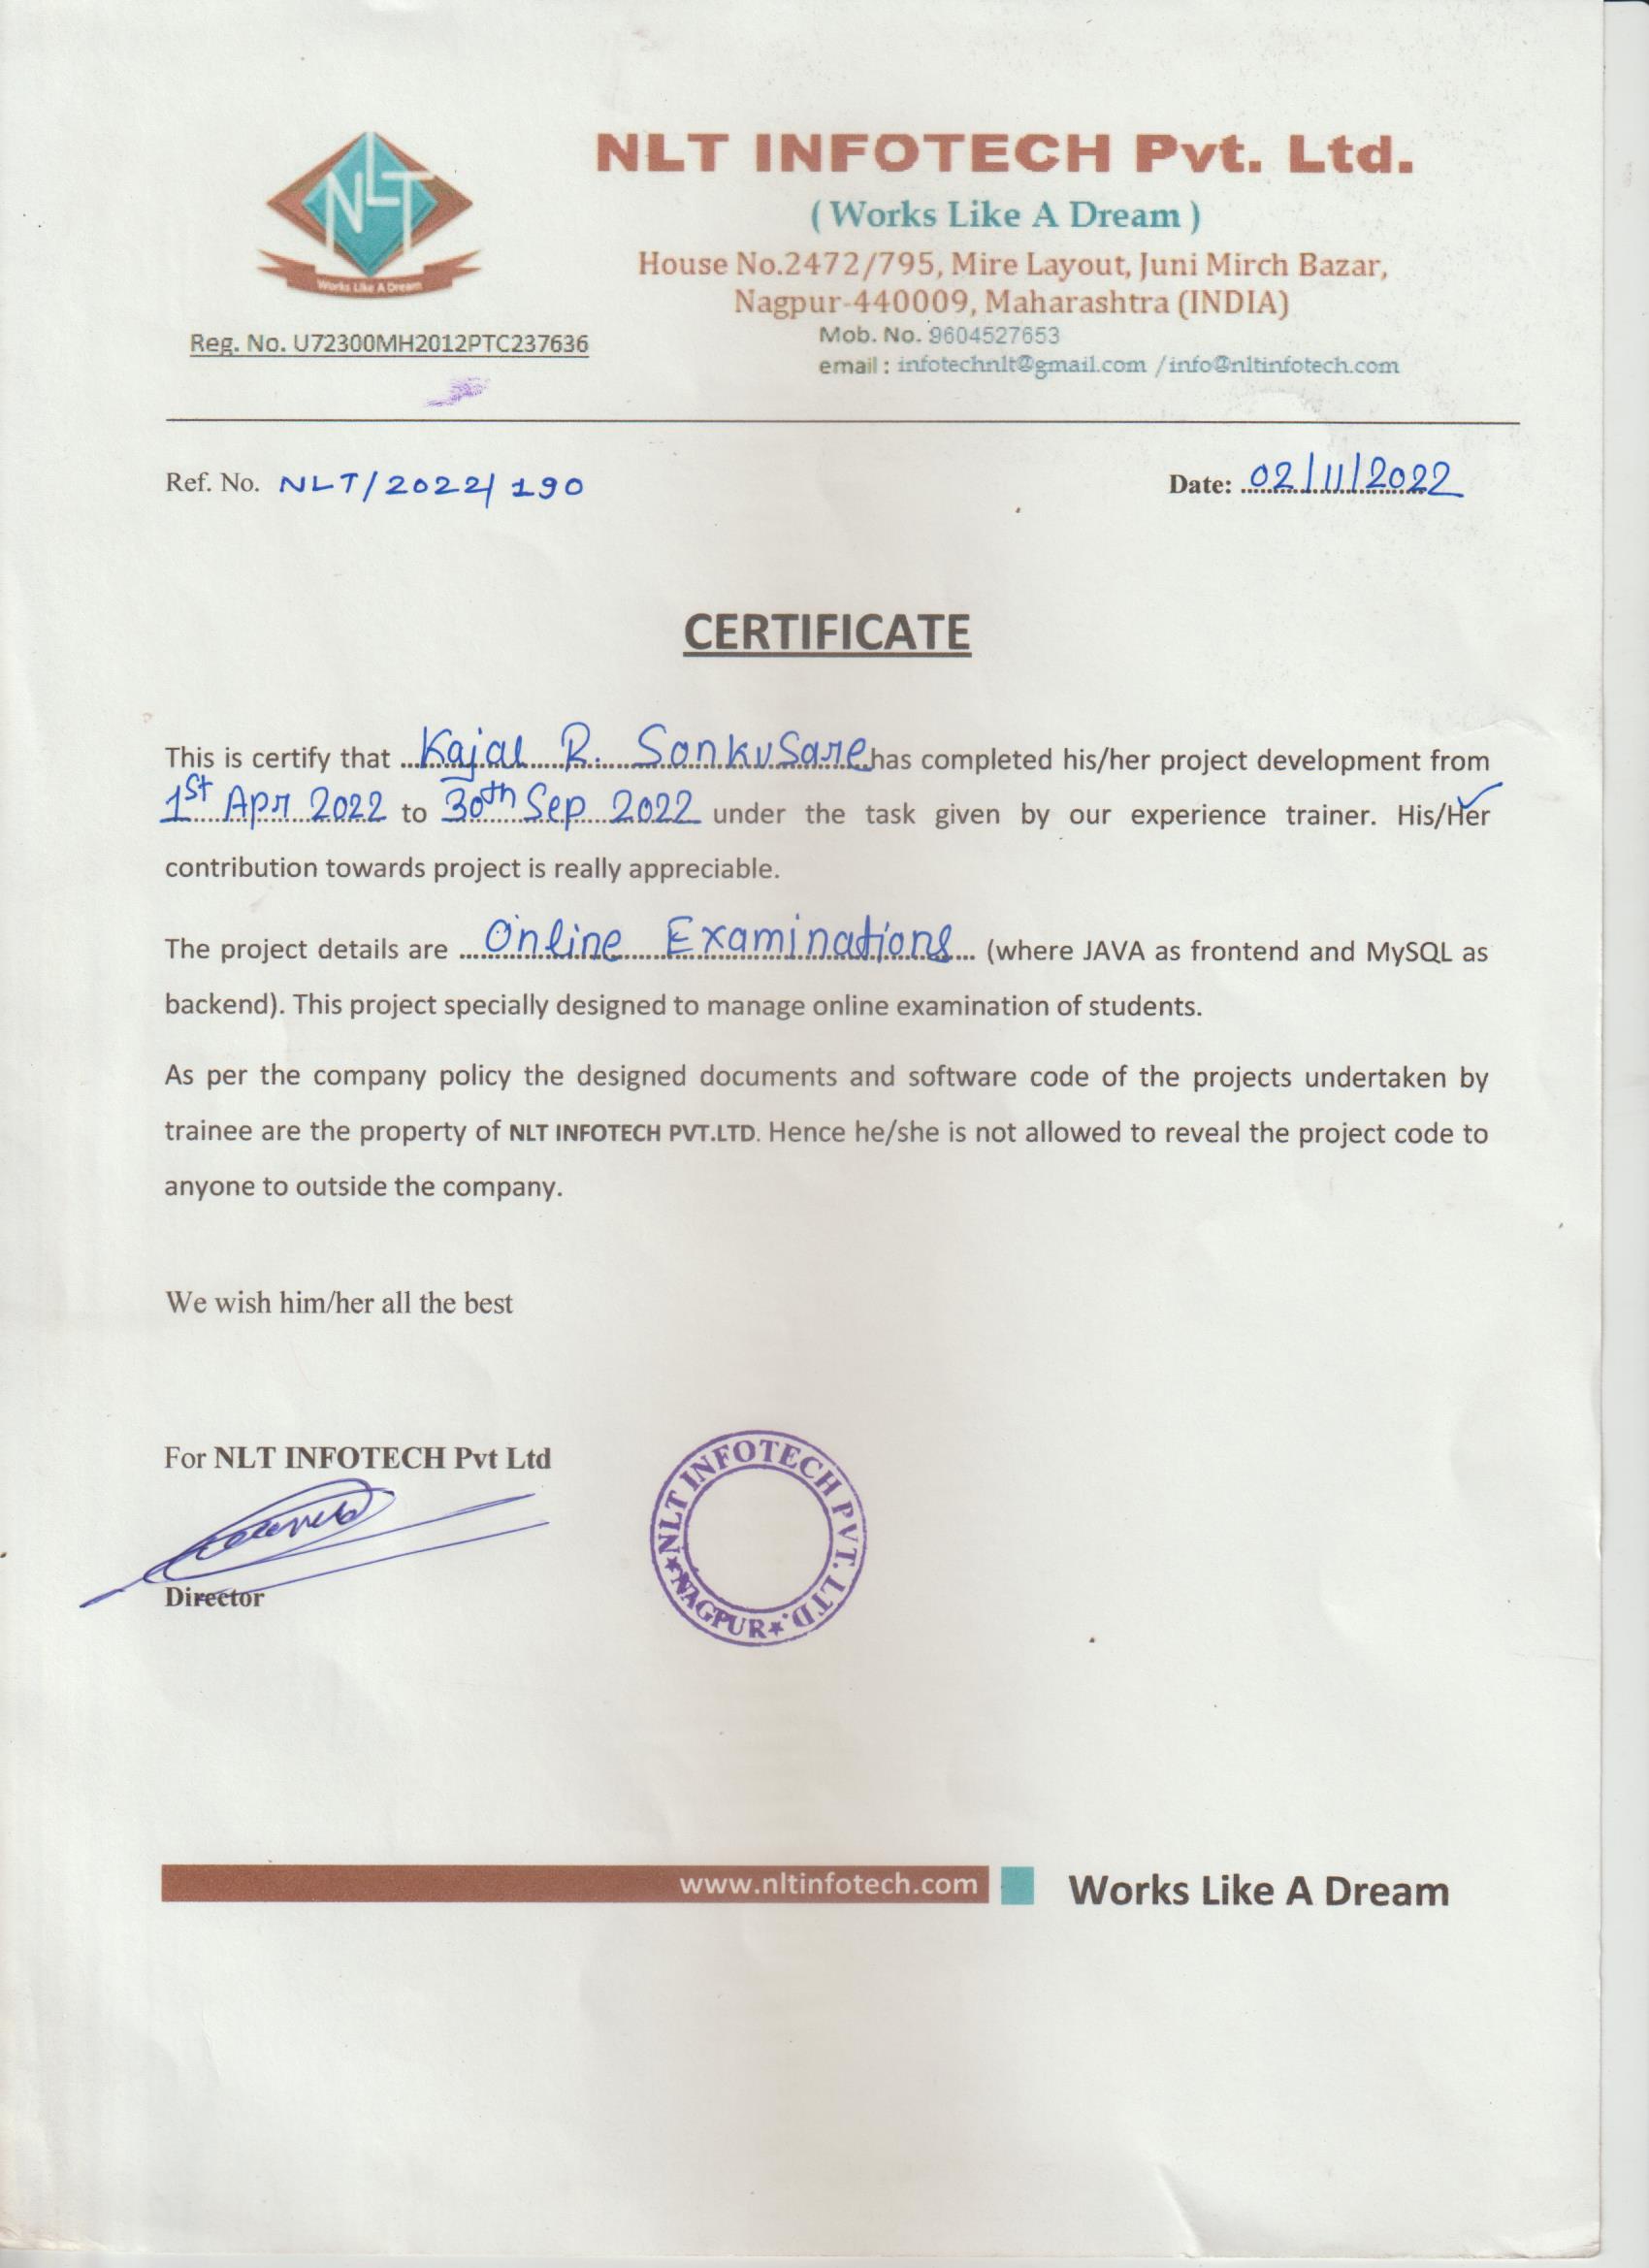 NLT
Works Like A Dream
Reg. No. U72300MH2012PTC237636
NLT INFOTECH Pvt. Ltd.
( Works Like A Dream )
House No.2472/795, Mire Layout, Juni Mirch Bazar,
Nagpur-440009, Maharashtra (INDIA)
Mob. No. 9604527653
email : infotechnlt@gmail.com / info@nltinfotech.com
Ref. No. NLT/2022/190
Date: 02/11/2022
CERTIFICATE
This is certify that Kajal R. Sonkusare has completed his/her project development from
1st Apr 2022 to 30th Sep 2022 under the task given by our experience trainer. His/Her
contribution towards project is really appreciable.
The project details are Online Examinations (where JAVA as frontend and MySQL as
backend). This project specially designed to manage online examination of students.
As per the company policy the designed documents and software code of the projects undertaken by
trainee are the property of NLT INFOTECH PVT.LTD. Hence he/she is not allowed to reveal the project code to
anyone to outside the company.
We wish him/her all the best
For NLT INFOTECH Pvt Ltd
Director
NLT INFOTECH PVT. LTD.
NAGPUR
www.nltinfotech.com
Works Like A Dream